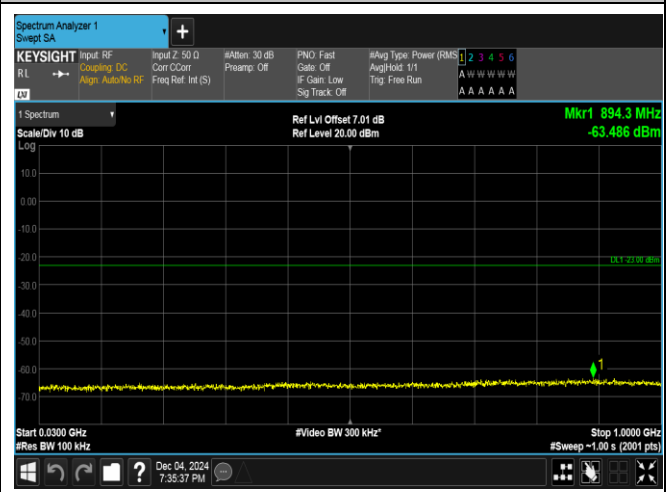 Spectrum Analyzer 1
Swept SA
KEYSIGHT Input: RF Input Z: 50 Ω #Atten: 30 dB PNO: Fast #Avg Type: Power (RMS 1 2 3 4 5 6
RL Coupling: DC Corr CCorr Preamp: Off Gate: Off Avg|Hold: 1/1 A W W W W W
Align: Auto/No RF Freq Ref: Int (S) IF Gain: Low Trig: Free Run
LXI Sig Track: Off A A A A A A
1 Spectrum Ref Lvl Offset 7.01 dB Mkr1 894.3 MHz
Scale/Div 10 dB Ref Level 20.00 dBm -63.486 dBm
Log
10.0
0.00
-10.0
-20.0
DL1 -23.00 dBm
-30.0
-40.0
-50.0
1
-60.0
-70.0
Start 0.0300 GHz #Video BW 300 kHz* Stop 1.0000 GHz
#Res BW 100 kHz #Sweep ~1.00 s (2001 pts)
? Dec 04, 2024
7:35:37 PM